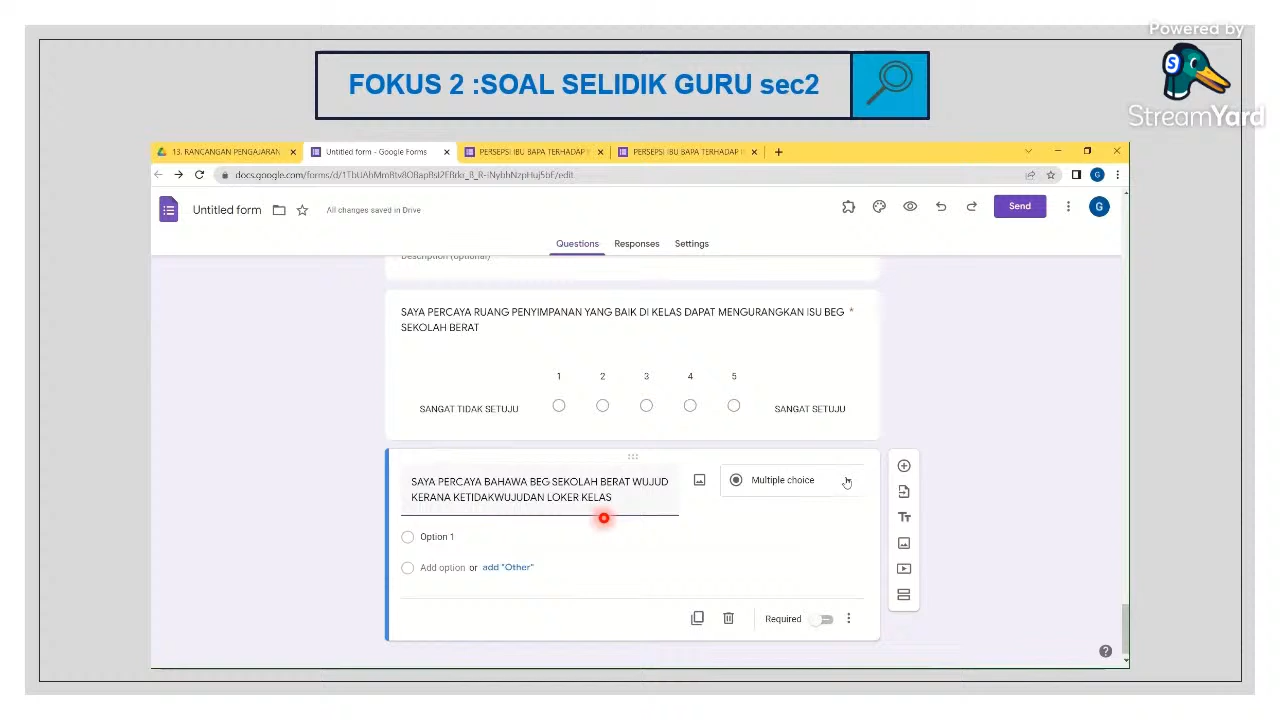 Powered by
StreamYard
FOKUS 2 :SOAL SELIDIK GURU sec2
13. RANCANGAN PENGAJARAN
Untitled form - Google Forms
PERSEPSI IBU BAPA TERHADAP
PERSEPSI IBU BAPA TERHADAP
Untitled form
All changes saved in Drive
Send
G
Questions Responses Settings
Description (optional)
SAYA PERCAYA RUANG PENYIMPANAN YANG BAIK DI KELAS DAPAT MENGURANGKAN ISU BEG *
SEKOLAH BERAT
1 2 3 4 5
SANGAT TIDAK SETUJU SANGAT SETUJU
SAYA PERCAYA BAHAWA BEG SEKOLAH BERAT WUJUD
KERANA KETIDAKWUJUDAN LOKER KELAS
Multiple choice
Option 1
Add option or add "Other"
Required